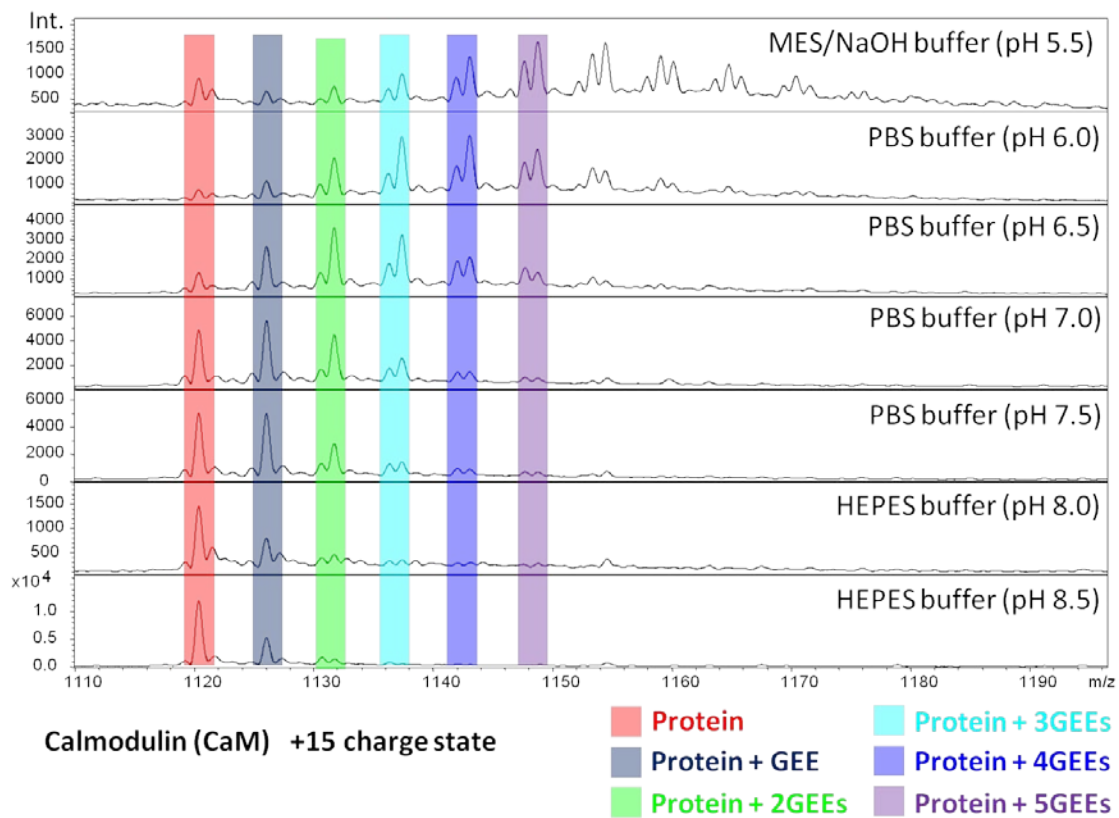 Int.
MES/NaOH buffer (pH 5.5)
1500
1000
500
PBS buffer (pH 6.0)
3000
2000
1000
PBS buffer (pH 6.5)
4000
3000
2000
1000
PBS buffer (pH 7.0)
6000
4000
2000
PBS buffer (pH 7.5)
6000
4000
2000
0
HEPES buffer (pH 8.0)
1500
1000
500
x10^4
HEPES buffer (pH 8.5)
1.0
0.5
0.0
1110 1120 1130 1140 1150 1160 1170 1180 1190 m/z
Calmodulin (CaM) +15 charge state
Protein
Protein + GEE
Protein + 2GEEs
Protein + 3GEEs
Protein + 4GEEs
Protein + 5GEEs